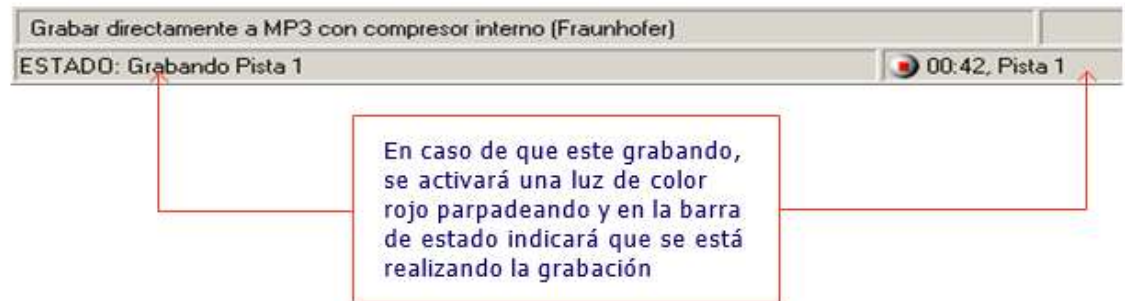 Grabar directamente a MP3 con compresor interno (Fraunhofer)
ESTADO: Grabando Pista 1
00:42, Pista 1
En caso de que este grabando,
se activará una luz de color
rojo parpadeando y en la barra
de estado indicará que se está
realizando la grabación